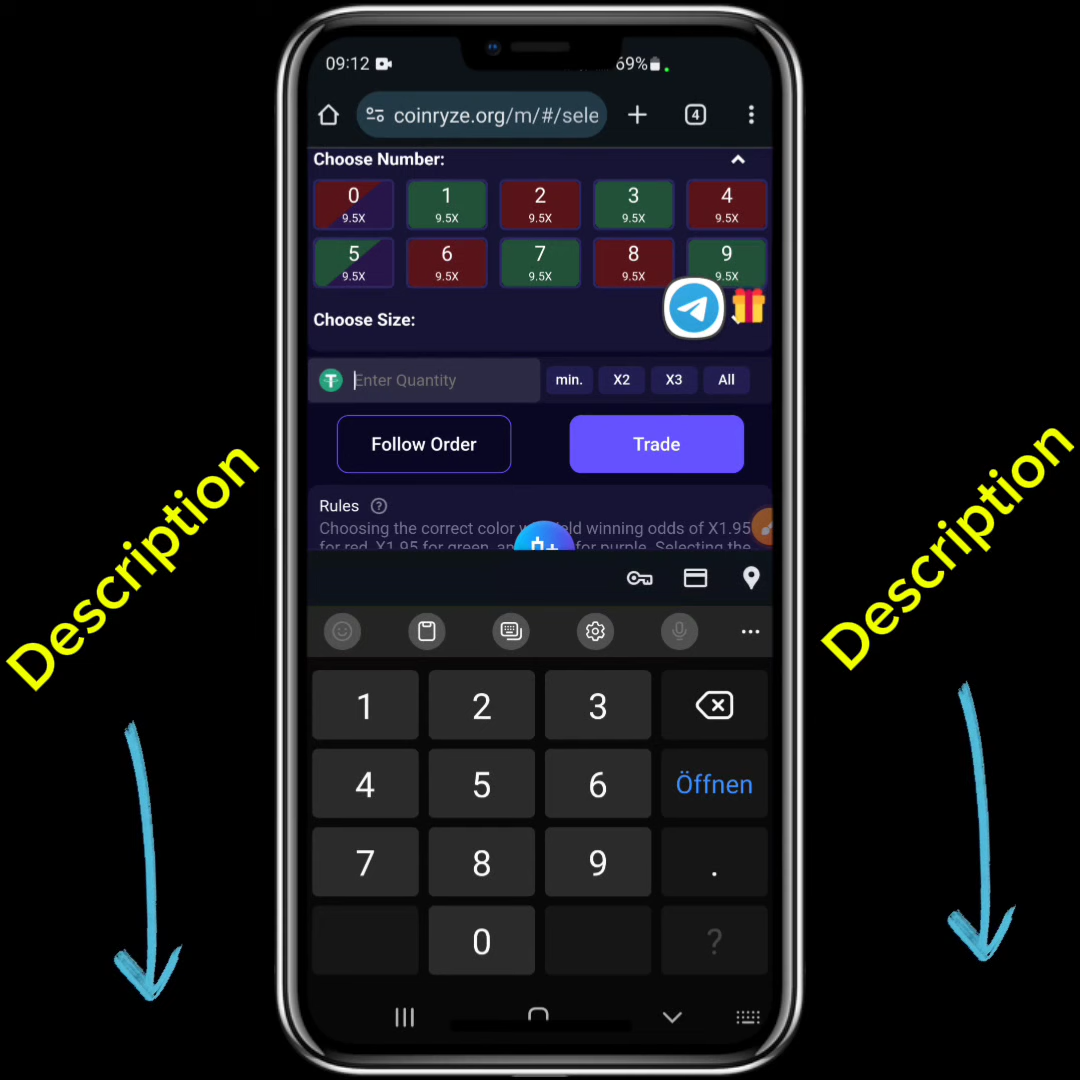 09:12
69%
coinryze.org/m/#/sele
4
Choose Number:
0 1 2 3 4
9.5X 9.5X 9.5X 9.5X 9.5X
5 6 7 8 9
9.5X 9.5X 9.5X 9.5X 9.5X
Choose Size:
Enter Quantity min. X2 X3 All
Follow Order Trade
Rules ?
Choosing the correct color winning odds of X1.95
for red, X1.95 for green, for purple. Selecting the
Description
Description
1 2 3
4 5 6 Öffnen
7 8 9 .
0 ?